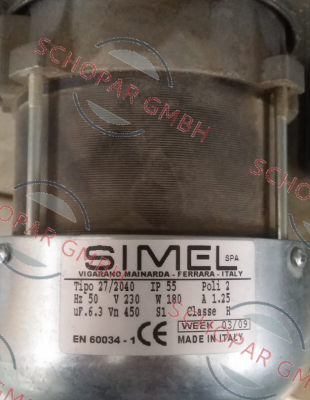 SCHOPAR GMBH
SIMEL SPA
VIGARANO MAINARDA - FERRARA - ITALY
Tipo 27/2040 IP 55 Poli 2
Hz 50 V 230 W 180 A 1.25
uF.6.3 Vn 450 S1 Classe H
WEEK 03/09
EN 60034-1 CE MADE IN ITALY
SCHOPAR GMBH